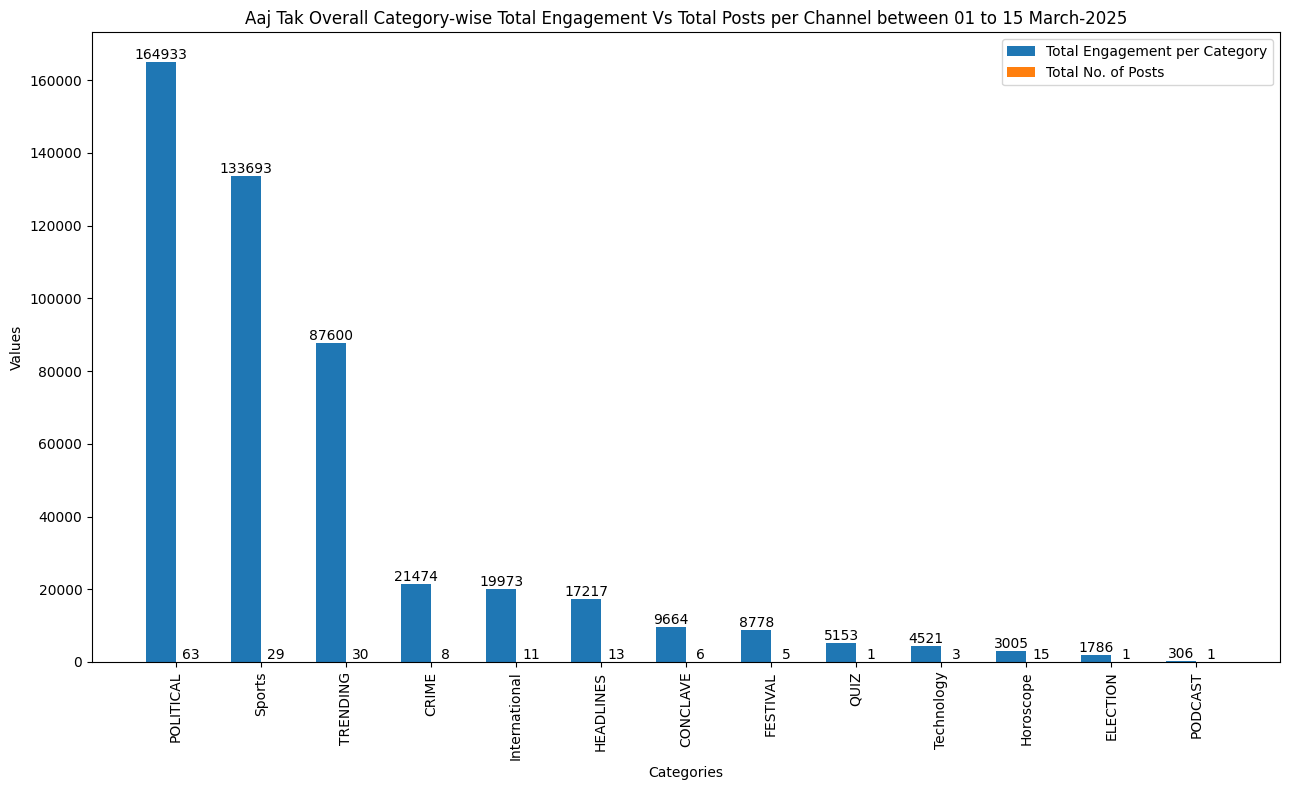 Aaj Tak Overall Category-wise Total Engagement Vs Total Posts per Channel between 01 to 15 March-2025
Total Engagement per Category
Total No. of Posts
Values
160000
140000
120000
100000
80000
60000
40000
20000
0
164933
63
133693
29
87600
30
21474
8
19973
11
17217
13
9664
6
8778
5
5153
1
4521
3
3005
15
1786
1
306
1
POLITICAL
Sports
TRENDING
CRIME
International
HEADLINES
CONCLAVE
FESTIVAL
QUIZ
Technology
Horoscope
ELECTION
PODCAST
Categories